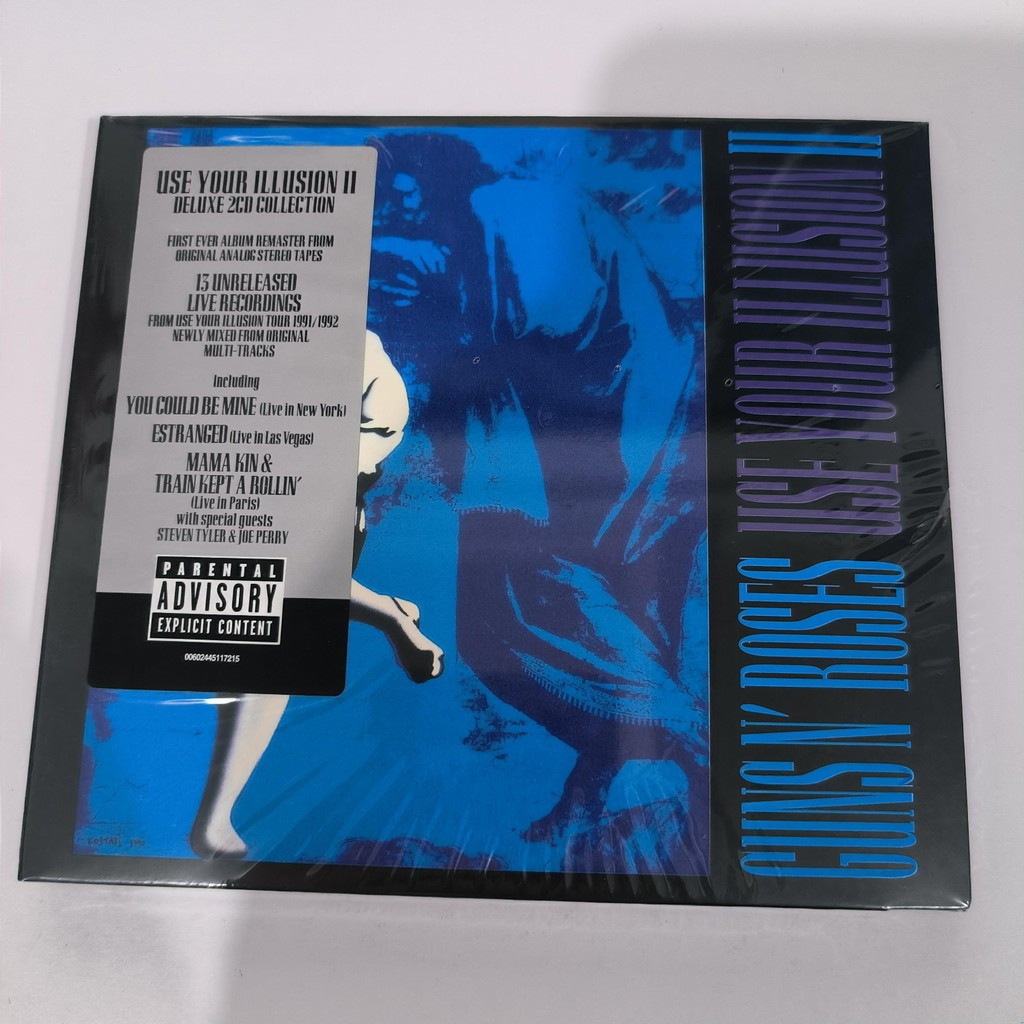 USE YOUR ILLUSION II
DELUXE 2CD COLLECTION
FIRST EVER ALBUM REMASTER FROM
ORIGINAL ANALOG STEREO TAPES
13 UNRELEASED
LIVE RECORDINGS
FROM USE YOUR ILLUSION TOUR 1991/1992
NEWLY MIXED FROM ORIGINAL
MULTI-TRACKS
Including
YOU COULD BE MINE (Live in New York)
ESTRANGED (Live in Las Vegas)
MAMA KIN &
TRAIN KEPT A ROLLIN'
(Live in Paris)
with special guests
STEVEN TYLER & JOE PERRY
PARENTAL
ADVISORY
EXPLICIT CONTENT
00602445117215
GUNS N' ROSES USE YOUR ILLUSION II